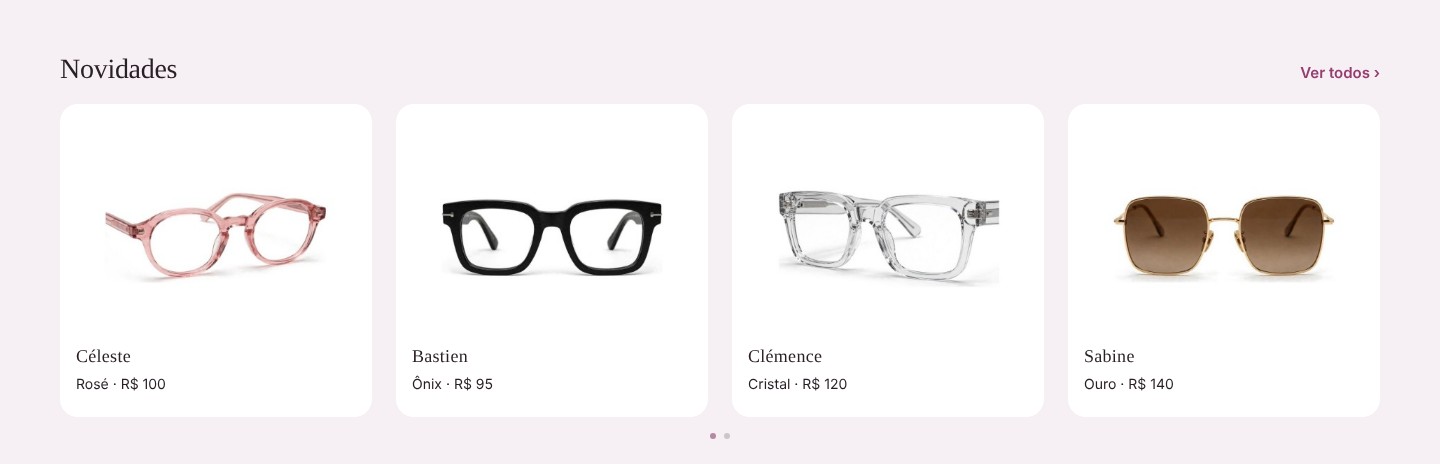 Novidades
Ver todos ›
Céleste
Rosé · R$ 100
Bastien
Ônix · R$ 95
Clémence
Cristal · R$ 120
Sabine
Ouro · R$ 140